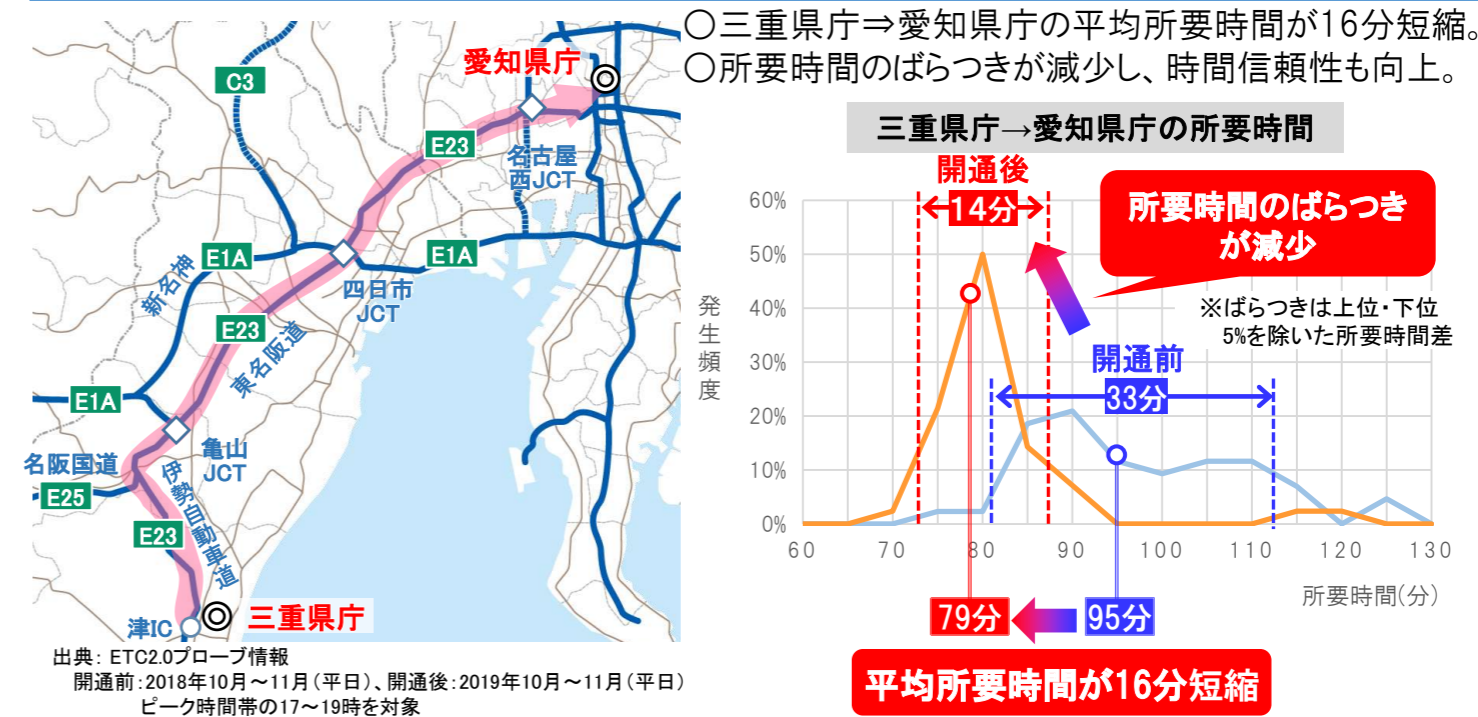 ○三重県庁⇒愛知県庁の平均所要時間が16分短縮。
○所要時間のばらつきが減少し、時間信頼性も向上。
愛知県庁
C3
E23
名古屋
西JCT
E1A
E1A
新名神
四日市
JCT
E23
東名阪道
E1A
亀山
JCT
名阪国道
E25
伊勢自動車道
E23
三重県庁
津IC
出典: ETC2.0プローブ情報
開通前:2018年10月～11月(平日)、開通後:2019年10月～11月(平日)
ピーク時間帯の17～19時を対象
三重県庁→愛知県庁の所要時間
開通後
14分
所要時間のばらつき
が減少
※ばらつきは上位・下位
5%を除いた所要時間差
開通前
33分
発生頻度
60%
50%
40%
30%
20%
10%
0%
60 70 80 90 100 110 120 130
所要時間(分)
79分
95分
平均所要時間が16分短縮